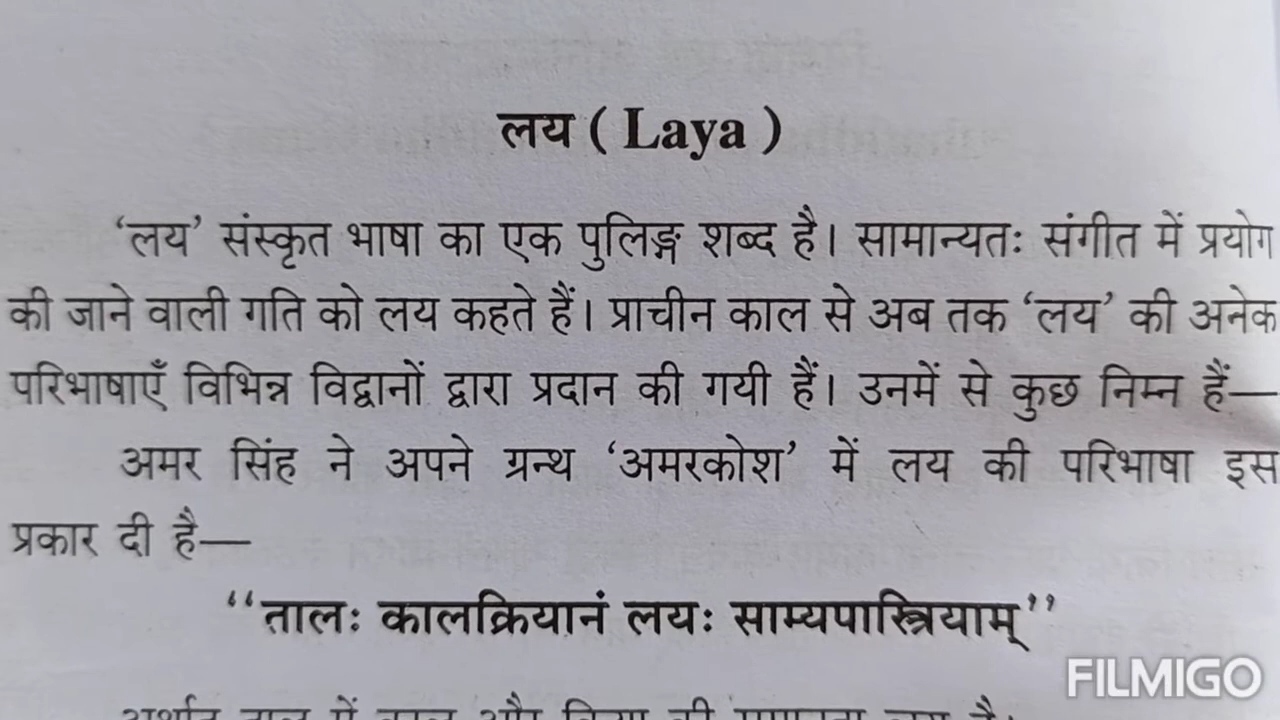 लय ( Laya )
‘लय’ संस्कृत भाषा का एक पुलिङ्ग शब्द है। सामान्यतः संगीत में प्रयोग
की जाने वाली गति को लय कहते हैं। प्राचीन काल से अब तक ‘लय’ की अनेक
परिभाषाएँ विभिन्न विद्वानों द्वारा प्रदान की गयी हैं। उनमें से कुछ निम्न हैं—
अमर सिंह ने अपने ग्रन्थ ‘अमरकोश’ में लय की परिभाषा इस
प्रकार दी है—
‘‘तालः कालक्रियानं लयः साम्यपास्त्रियाम्’’
FILMIGO